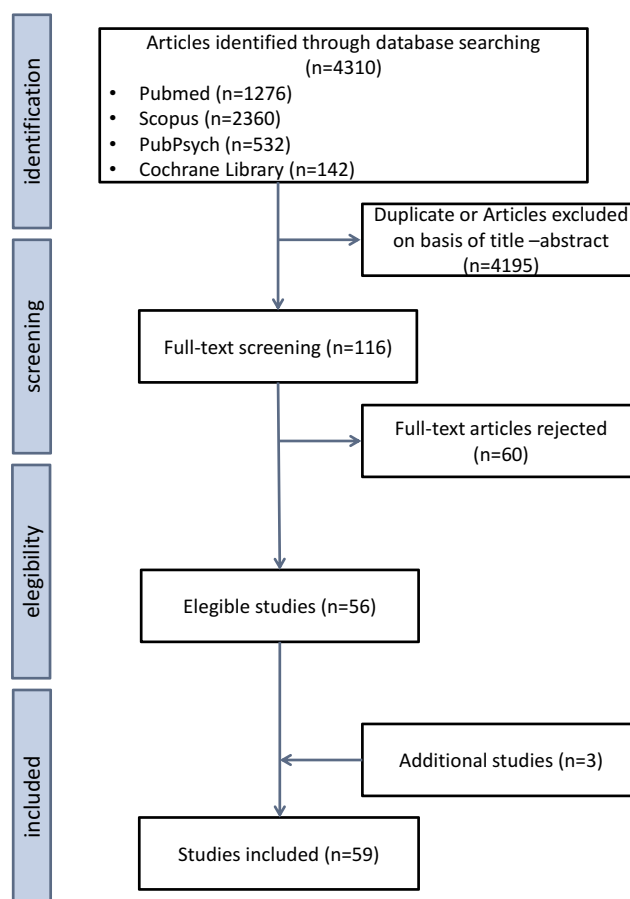 identification
Articles identified through database searching
(n=4310)
• Pubmed (n=1276)
• Scopus (n=2360)
• PubPsych (n=532)
• Cochrane Library (n=142)
Duplicate or Articles excluded
on basis of title –abstract
(n=4195)
screening
Full-text screening (n=116)
Full-text articles rejected
(n=60)
elegibility
Elegible studies (n=56)
included
Additional studies (n=3)
Studies included (n=59)